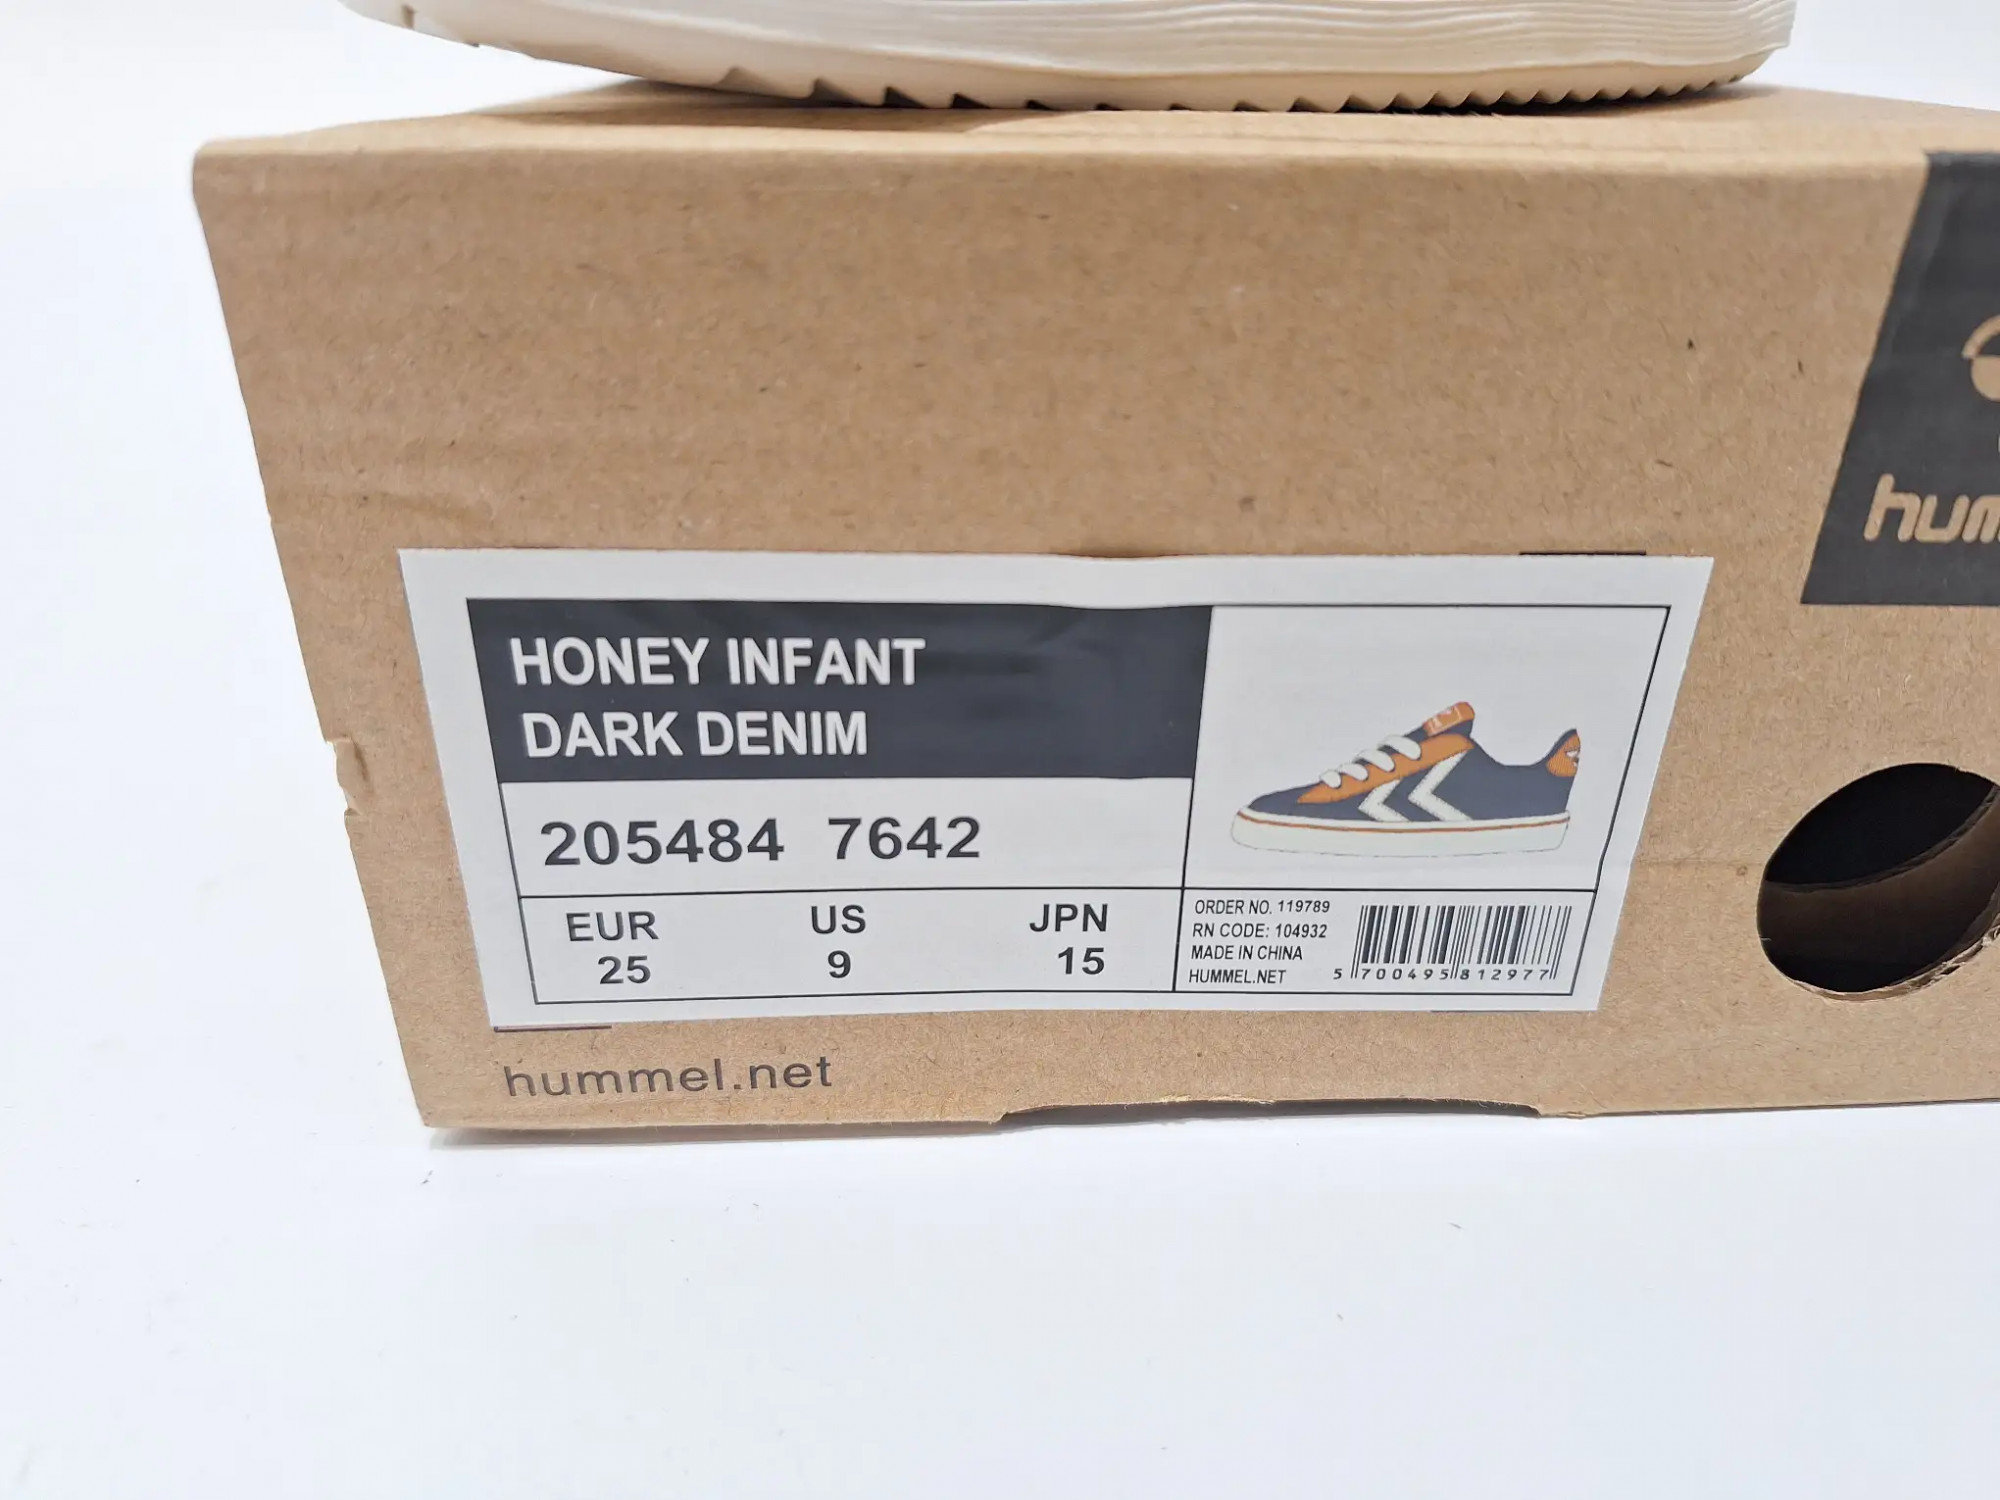 HONEY INFANT
DARK DENIM
205484 7642
EUR US JPN
25 9 15
ORDER NO. 119789
RN CODE: 104932
MADE IN CHINA
HUMMEL.NET
5 700495 812977
hummel.net